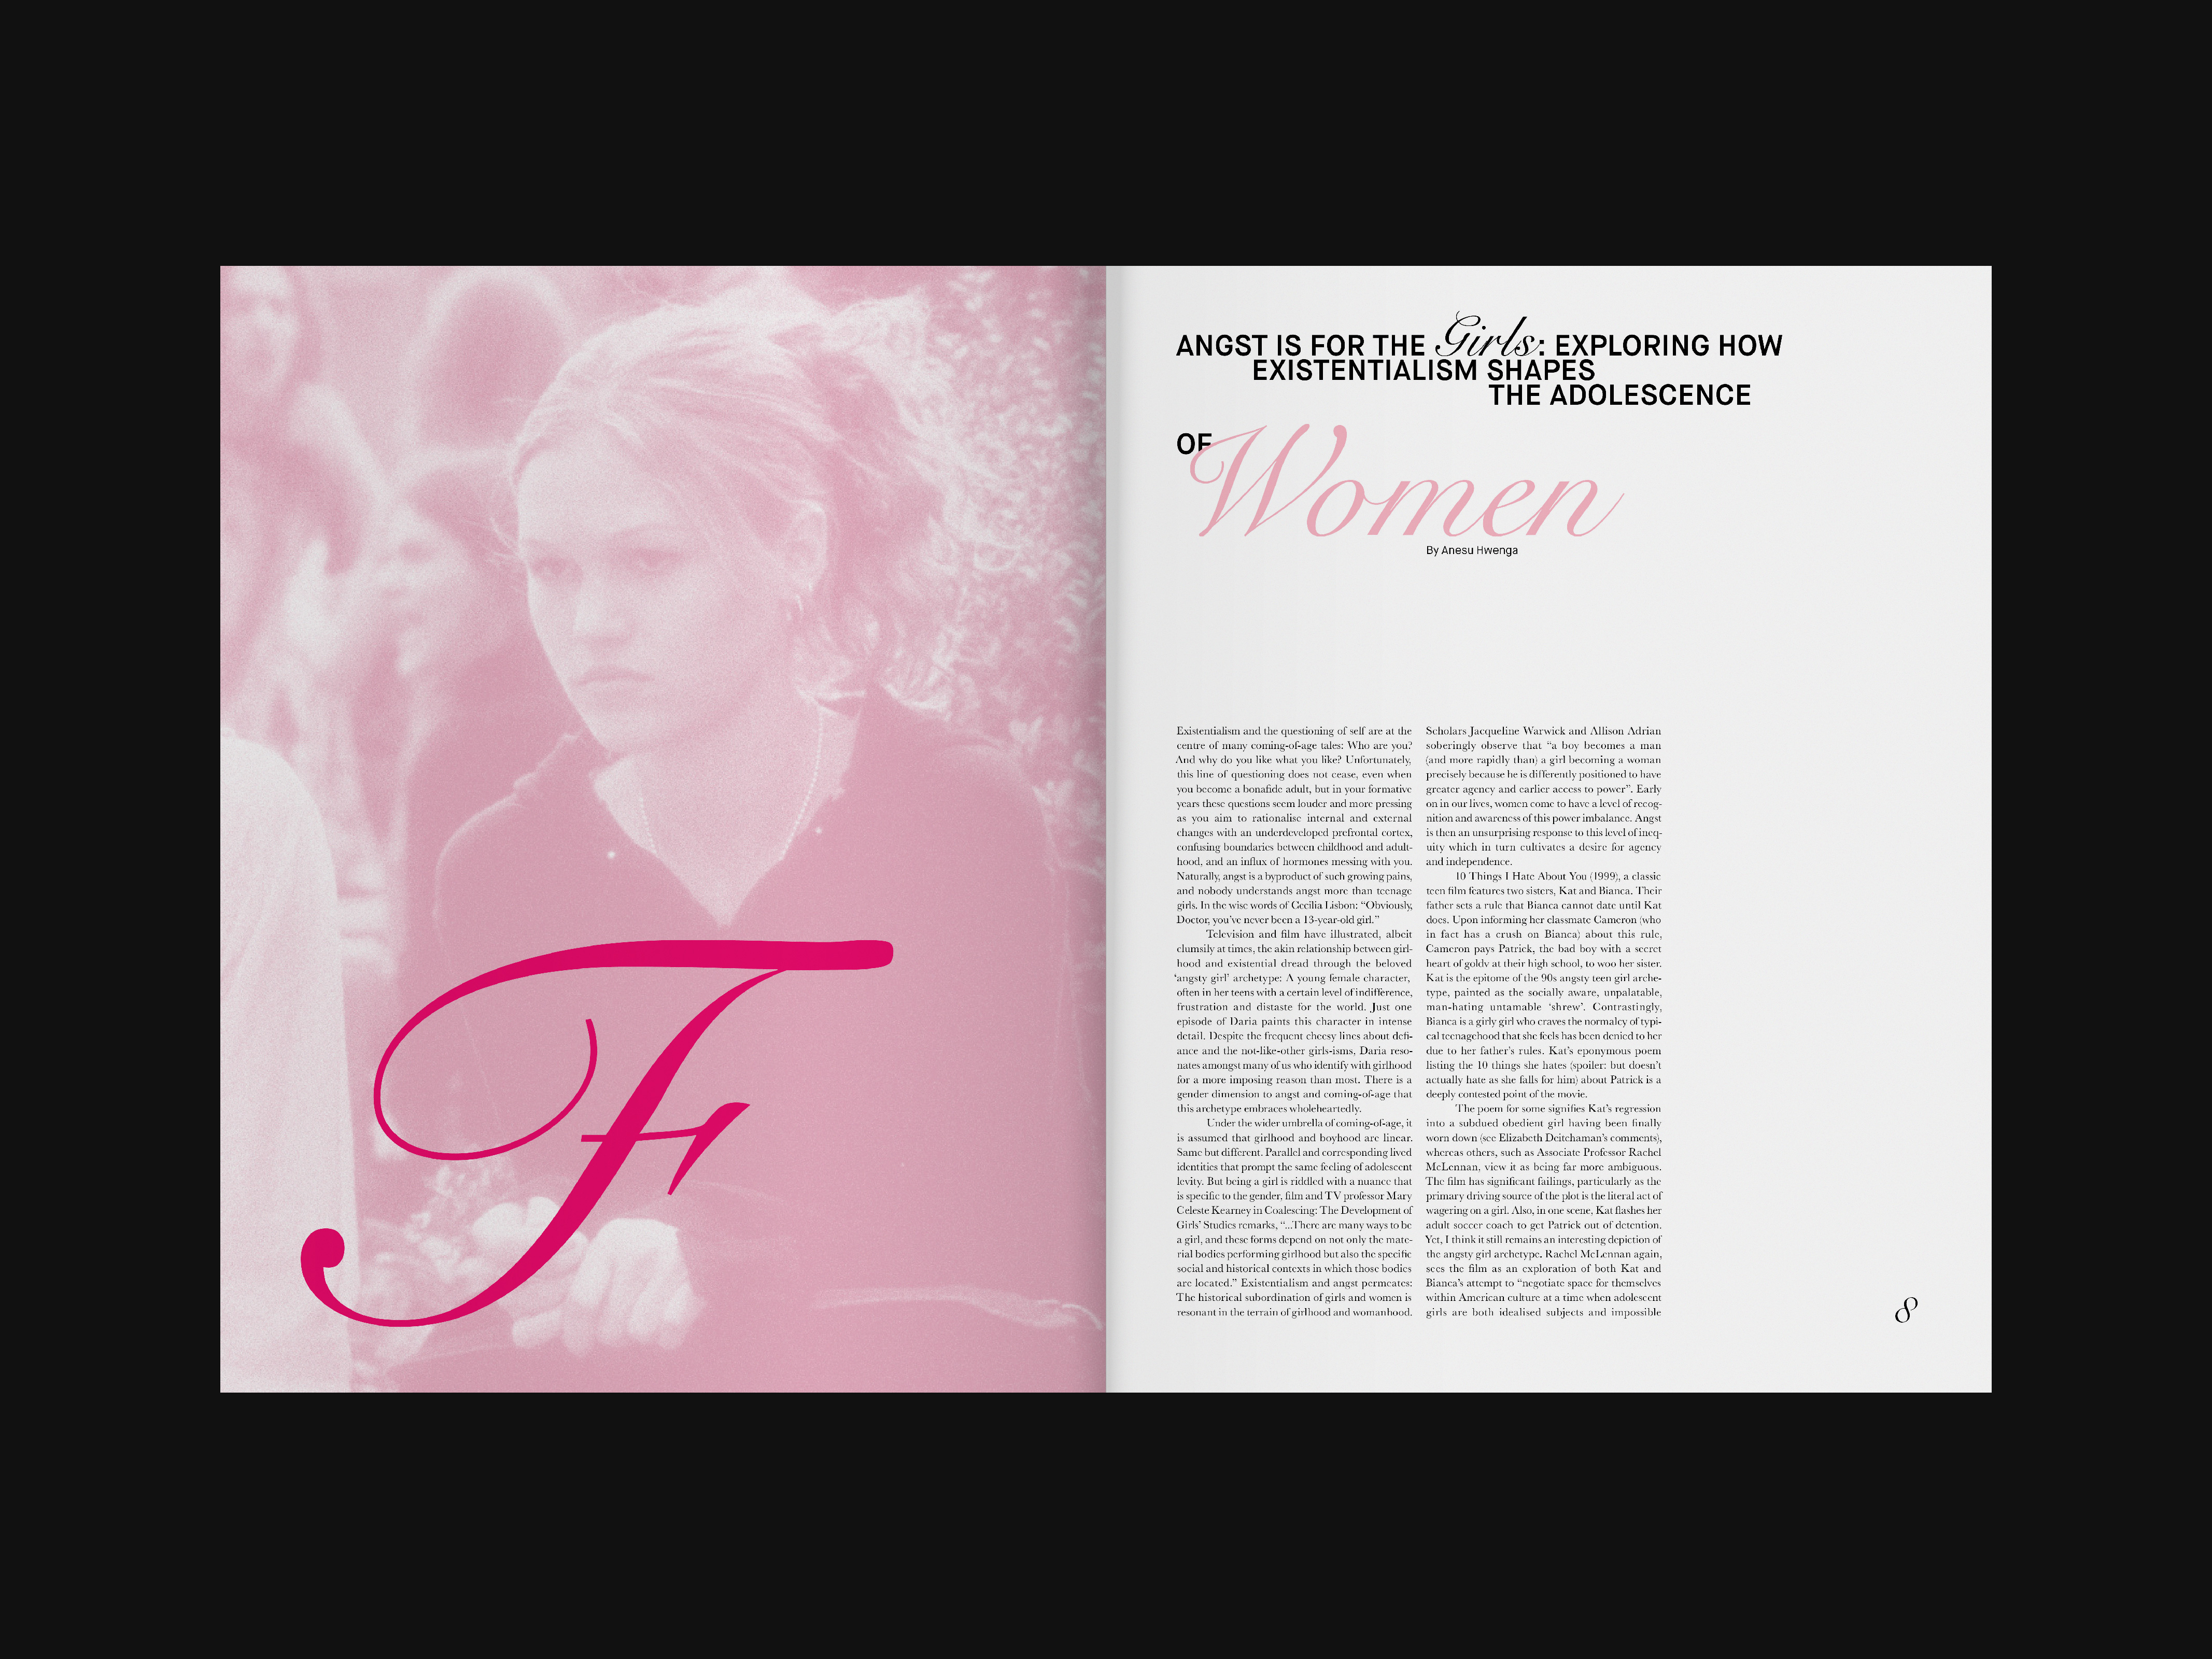 F
ANGST IS FOR THE Girls: EXPLORING HOW
EXISTENTIALISM SHAPES
THE ADOLESCENCE
OF Women
By Anesu Hwenga
Existentialism and the questioning of self are at the
centre of many coming-of-age tales: Who are you?
And why do you like what you like? Unfortunately,
this line of questioning does not cease, even when
you become a bonafide adult, but in your formative
years these questions seem louder and more pressing
as you aim to rationalise internal and external
changes with an underdeveloped prefrontal cortex,
confusing boundaries between childhood and adult-
hood, and an influx of hormones messing with you.
Naturally, angst is a byproduct of such growing pains,
and nobody understands angst more than teenage
girls. In the wise words of Cecilia Lisbon: “Obviously,
Doctor, you’ve never been a 13-year-old girl.”
Television and film have illustrated, albeit
clumsily at times, the akin relationship between girl-
hood and existential dread through the beloved
‘angsty girl’ archetype: A young female character,
often in her teens with a certain level of indifference,
frustration and distaste for the world. Just one
episode of Daria paints this character in intense
detail. Despite the frequent cheesy lines about defi-
ance and the not-like-other girls-isms, Daria reso-
nates amongst many of us who identify with girlhood
for a more imposing reason than most. There is a
gender dimension to angst and coming-of-age that
this archetype embraces wholeheartedly.
Under the wider umbrella of coming-of-age, it
is assumed that girlhood and boyhood are linear.
Same but different. Parallel and corresponding lived
identities that prompt the same feeling of adolescent
levity. But being a girl is riddled with a nuance that
is specific to the gender, film and TV professor Mary
Celeste Kearney in Coalescing: The Development of
Girls’ Studies remarks, “...There are many ways to be
a girl, and these forms depend on not only the mate-
rial bodies performing girlhood but also the specific
social and historical contexts in which those bodies
are located.” Existentialism and angst permeates:
The historical subordination of girls and women is
resonant in the terrain of girlhood and womanhood.
Scholars Jacqueline Warwick and Allison Adrian
soberingly observe that “a boy becomes a man
(and more rapidly than) a girl becoming a woman
precisely because he is differently positioned to have
greater agency and earlier access to power”. Early
on in our lives, women come to have a level of recog-
nition and awareness of this power imbalance. Angst
is then an unsurprising response to this level of ineq-
uity which in turn cultivates a desire for agency
and independence.
10 Things I Hate About You (1999), a classic
teen film features two sisters, Kat and Bianca. Their
father sets a rule that Bianca cannot date until Kat
does. Upon informing her classmate Cameron (who
in fact has a crush on Bianca) about this rule,
Cameron pays Patrick, the bad boy with a secret
heart of goldv at their high school, to woo her sister.
Kat is the epitome of the 90s angsty teen girl arche-
type, painted as the socially aware, unpalatable,
man-hating untamable ‘shrew’. Contrastingly,
Bianca is a girly girl who craves the normalcy of typi-
cal teenagehood that she feels has been denied to her
due to her father’s rules. Kat’s eponymous poem
listing the 10 things she hates (spoiler: but doesn’t
actually hate as she falls for him) about Patrick is a
deeply contested point of the movie.
The poem for some signifies Kat’s regression
into a subdued obedient girl having been finally
worn down (see Elizabeth Deitchaman’s comments),
whereas others, such as Associate Professor Rachel
McLennan, view it as being far more ambiguous.
The film has significant failings, particularly as the
primary driving source of the plot is the literal act of
wagering on a girl. Also, in one scene, Kat flashes her
adult soccer coach to get Patrick out of detention.
Yet, I think it still remains an interesting depiction of
the angsty girl archetype. Rachel McLennan again,
sees the film as an exploration of both Kat and
Bianca’s attempt to “negotiate space for themselves
within American culture at a time when adolescent
girls are both idealised subjects and impossible
8